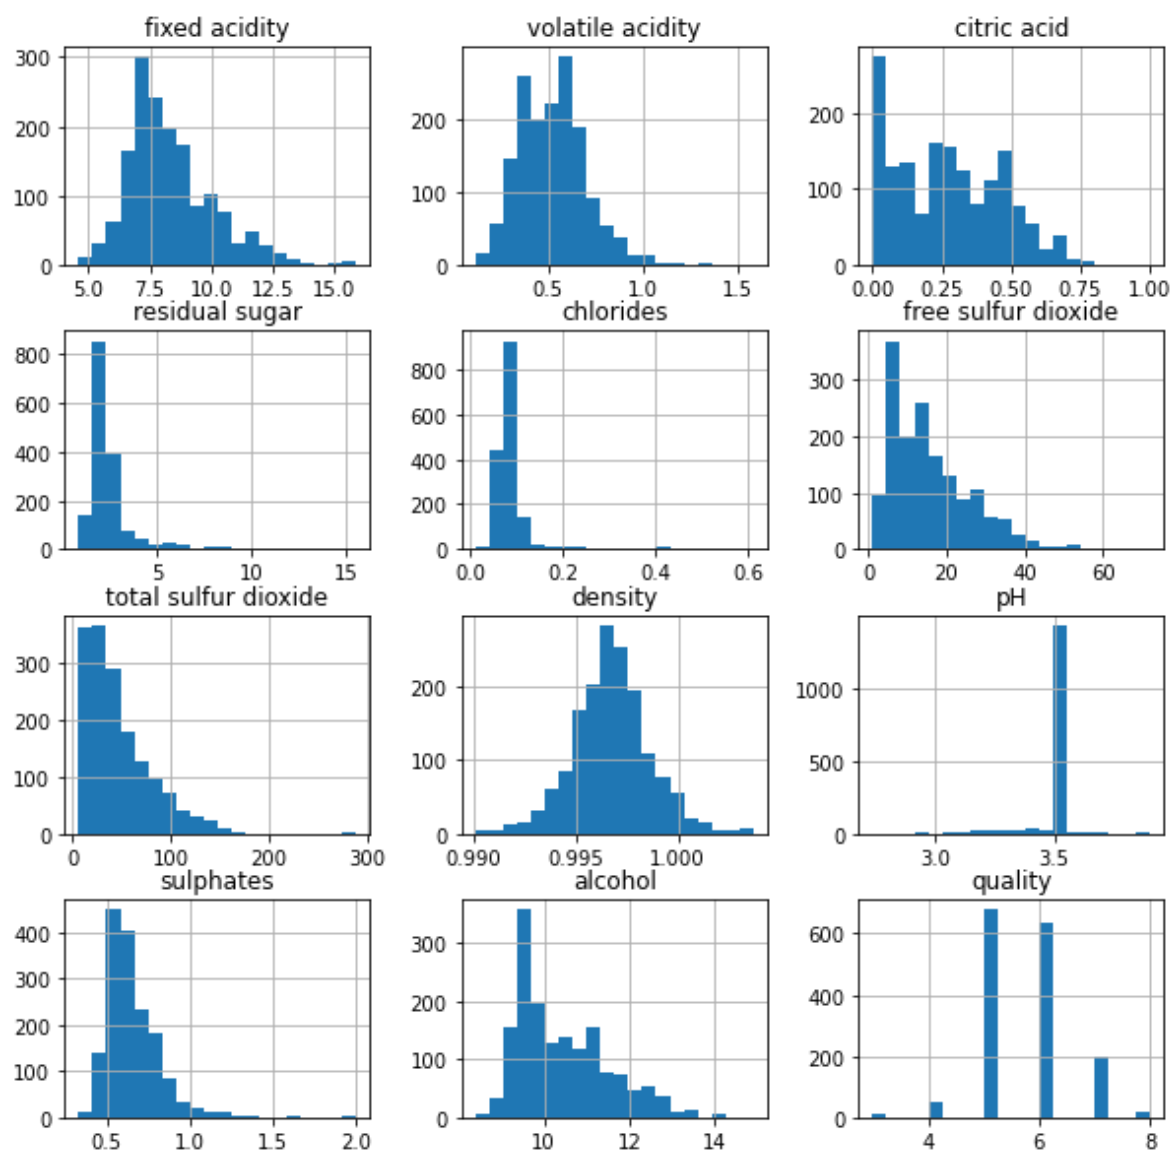 fixed acidity
volatile acidity
citric acid
300
200
100
0
5.0 7.5 10.0 12.5 15.0
200
100
0
0.5 1.0 1.5
200
100
0
0.00 0.25 0.50 0.75 1.00
residual sugar
chlorides
free sulfur dioxide
800
600
400
200
0
5 10 15
800
600
400
200
0
0.0 0.2 0.4 0.6
300
200
100
0
0 20 40 60
total sulfur dioxide
density
pH
300
200
100
0
0 100 200 300
200
100
0
0.990 0.995 1.000
1000
500
0
3.0 3.5
sulphates
alcohol
quality
400
300
200
100
0
0.5 1.0 1.5 2.0
300
200
100
0
10 12 14
600
400
200
0
4 6 8